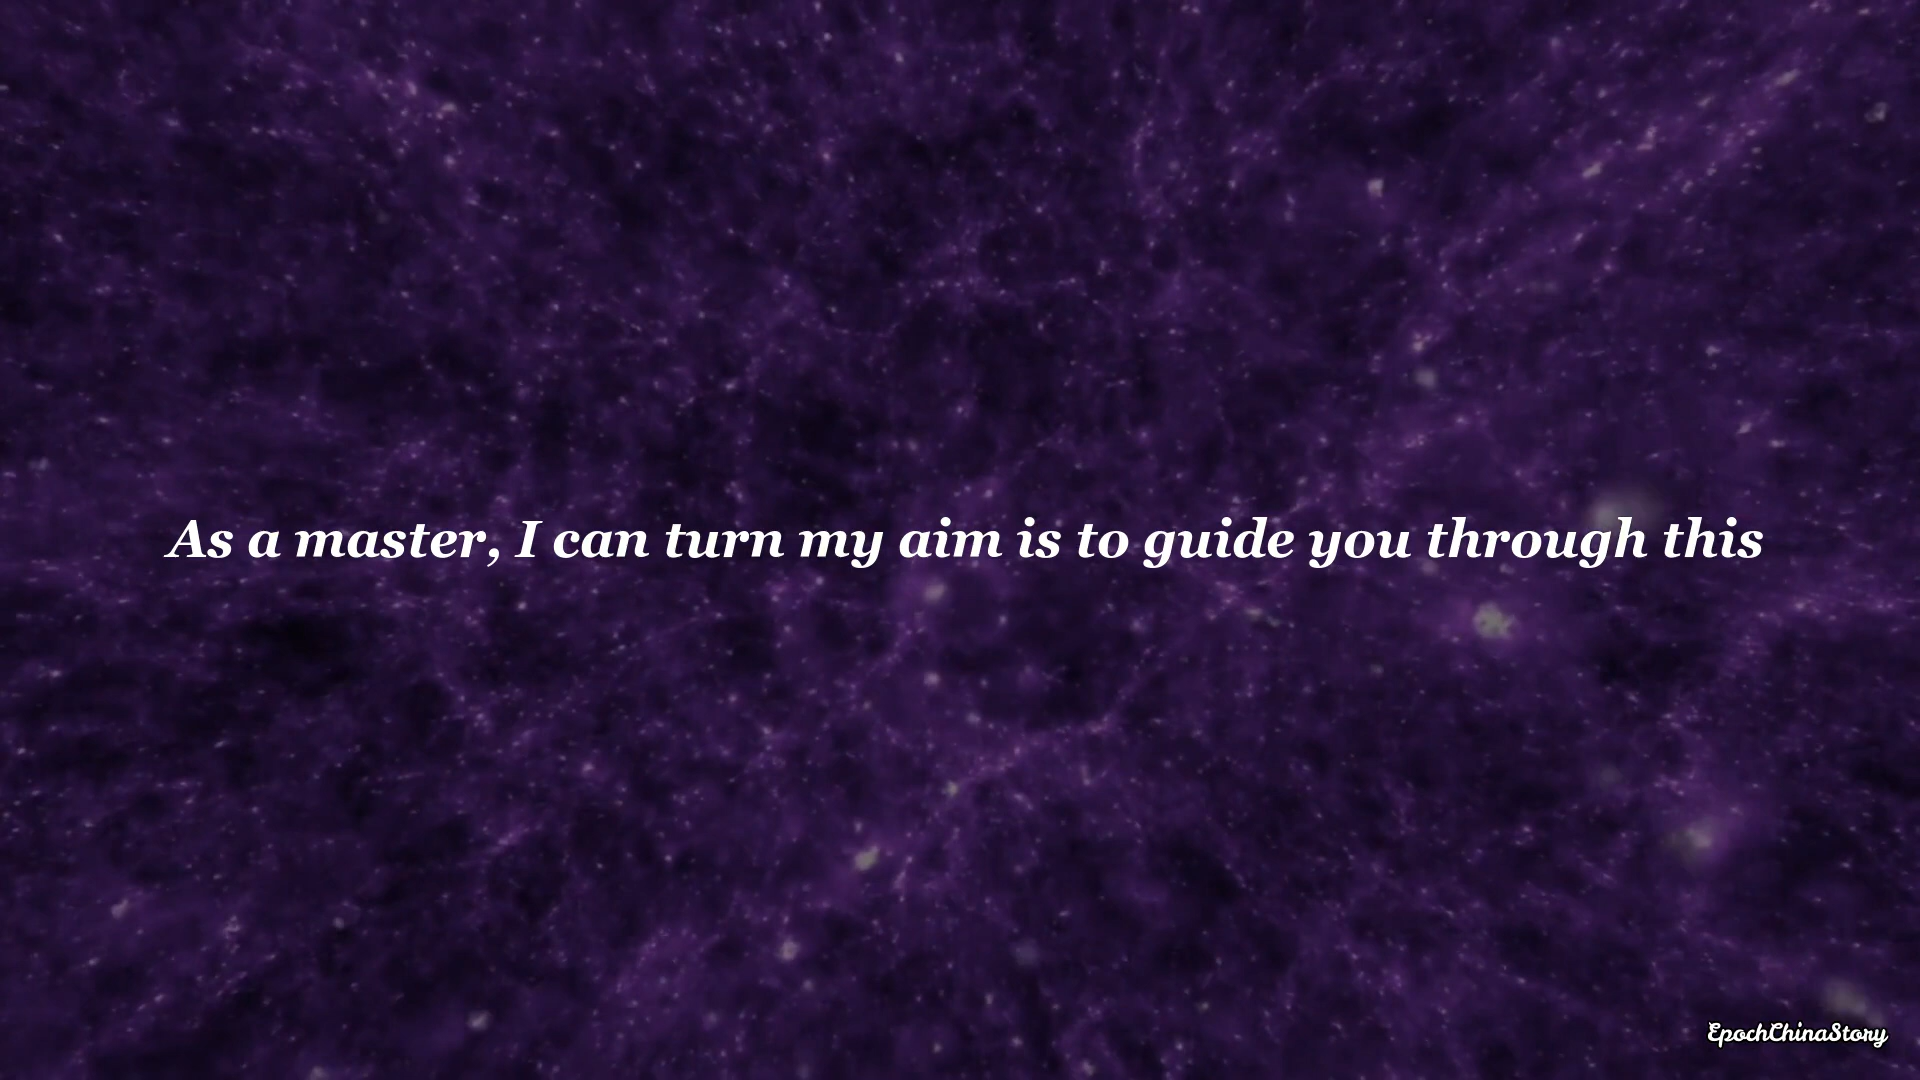 As a master, I can turn my aim is to guide you through this
EpochChinaStory